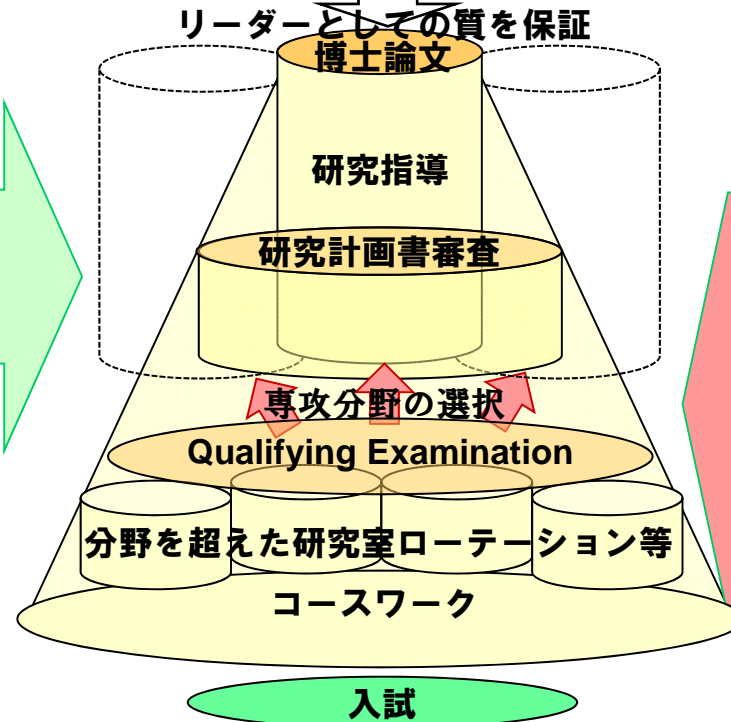 リーダーとしての質を保証
博士論文
研究指導
研究計画書審査
専攻分野の選択
Qualifying Examination
分野を超えた研究室ローテーション等
コースワーク
入試